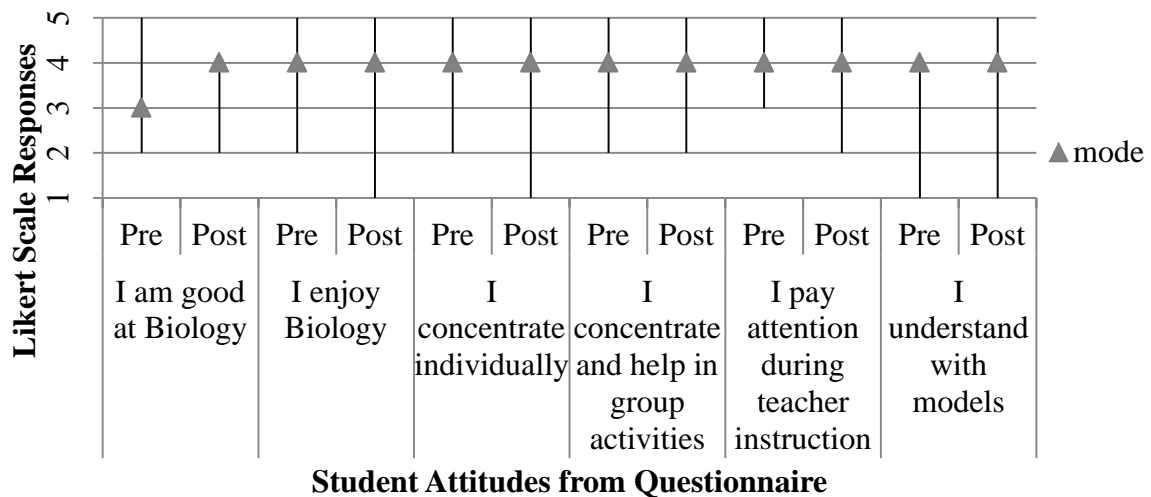 Likert Scale Responses
5
4
3
2
1
mode
Pre Post Pre Post Pre Post Pre Post Pre Post Pre Post
I am good
at Biology
I enjoy
Biology
I
concentrate
individually
I
concentrate
and help in
group
activities
I pay
attention
during
teacher
instruction
I
understand
with
models
Student Attitudes from Questionnaire